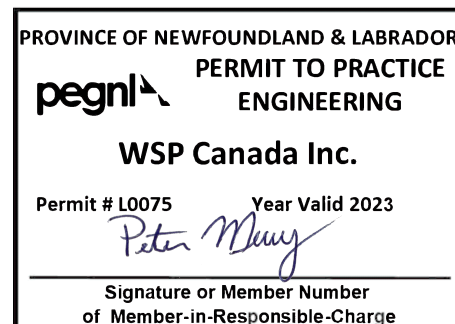 PROVINCE OF NEWFOUNDLAND & LABRADOR
pegnl
PERMIT TO PRACTICE
ENGINEERING
WSP Canada Inc.
Permit # L0075 Year Valid 2023
Peter
Signature or Member Number
of Member-in-Responsible-Charge